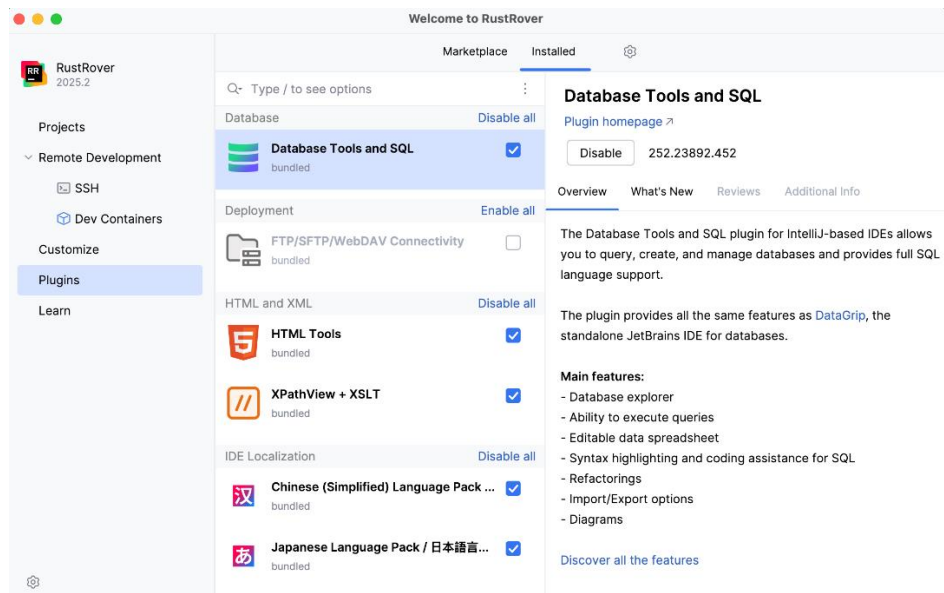 Welcome to RustRover
RR
RustRover
2025.2
Projects
Remote Development
SSH
Dev Containers
Customize
Plugins
Learn
Marketplace
Installed
Type / to see options
Database
Disable all
Database Tools and SQL
bundled
Deployment
Enable all
FTP/SFTP/WebDAV Connectivity
bundled
HTML and XML
Disable all
HTML Tools
bundled
XPathView + XSLT
bundled
IDE Localization
Disable all
汉
Chinese (Simplified) Language Pack ...
bundled
あ
Japanese Language Pack / 日本語言...
bundled
Database Tools and SQL
Plugin homepage ↗
Disable
252.23892.452
Overview
What's New
Reviews
Additional Info
The Database Tools and SQL plugin for IntelliJ-based IDEs allows
you to query, create, and manage databases and provides full SQL
language support.
The plugin provides all the same features as DataGrip, the
standalone JetBrains IDE for databases.
Main features:
- Database explorer
- Ability to execute queries
- Editable data spreadsheet
- Syntax highlighting and coding assistance for SQL
- Refactorings
- Import/Export options
- Diagrams
Discover all the features